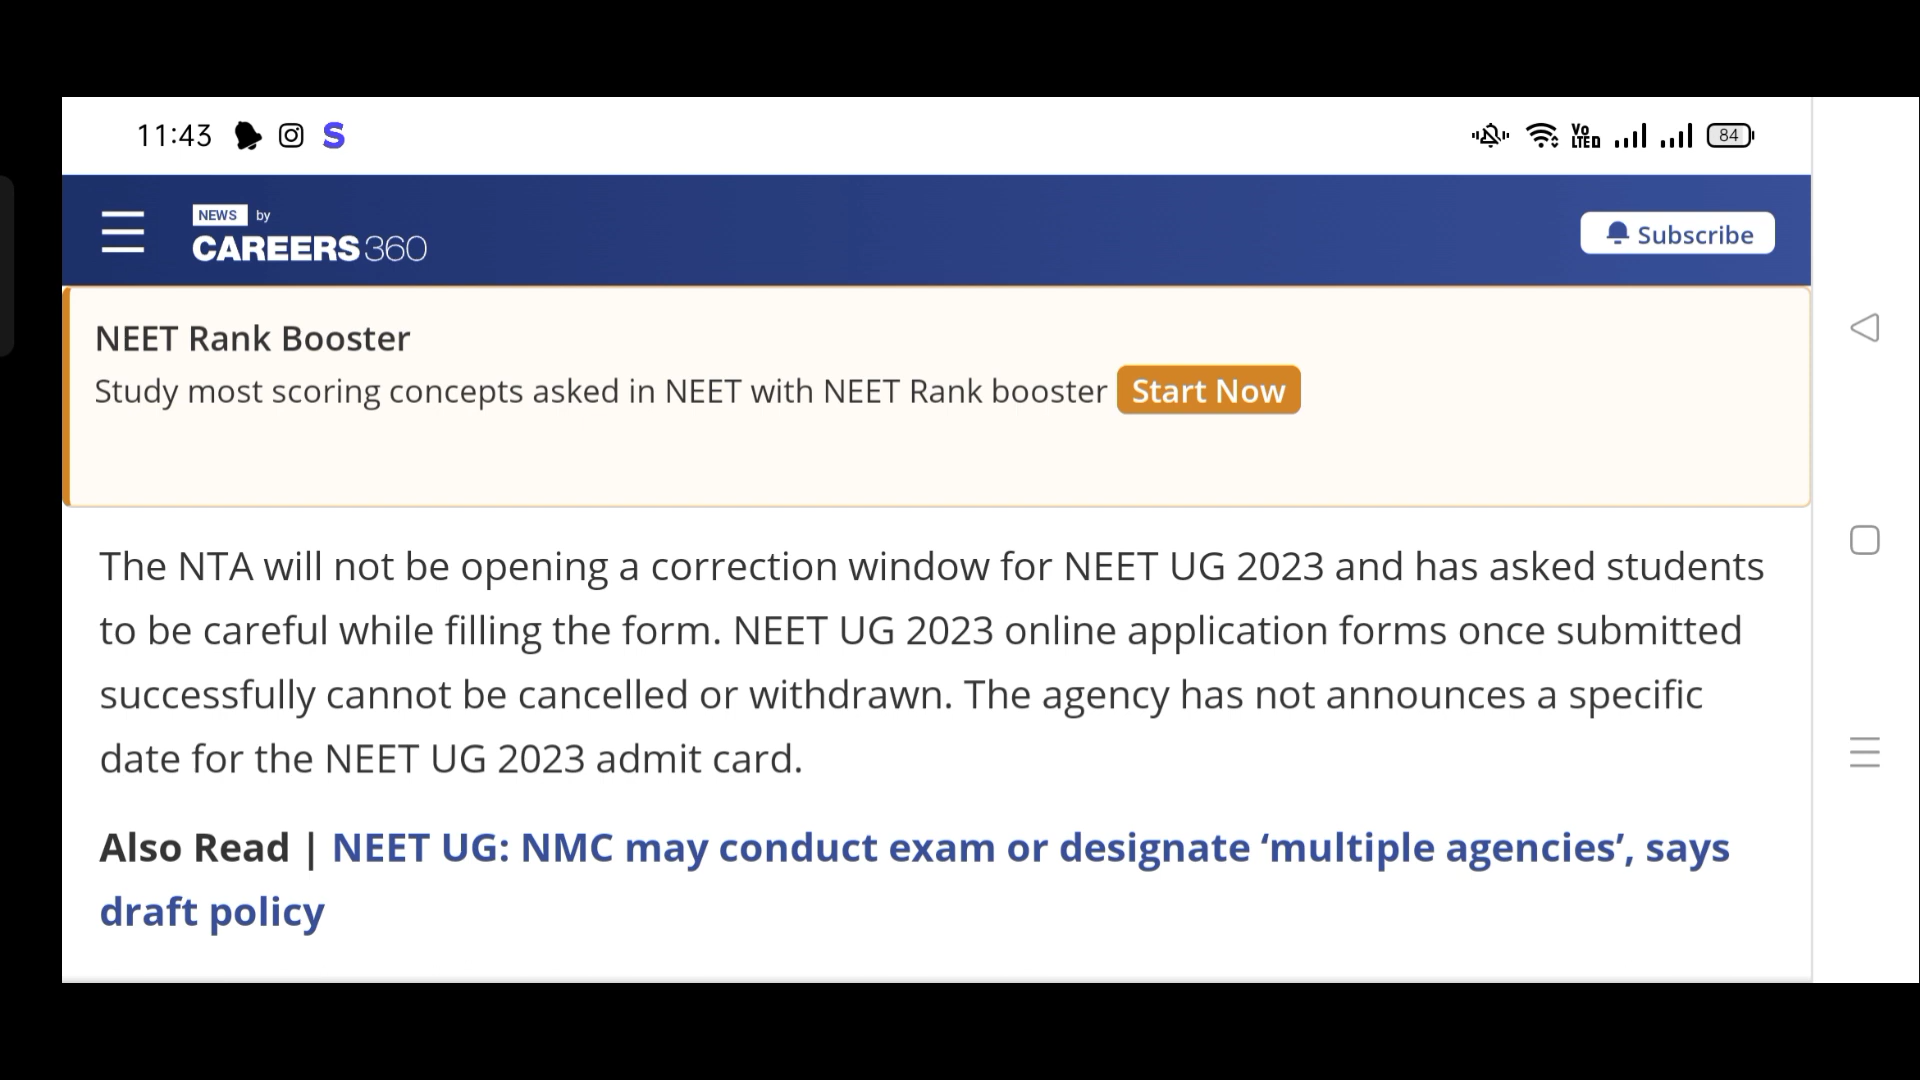 11:43 S VoLTED 84
NEWS by
CAREERS360
Subscribe
NEET Rank Booster
Study most scoring concepts asked in NEET with NEET Rank booster Start Now
The NTA will not be opening a correction window for NEET UG 2023 and has asked students
to be careful while filling the form. NEET UG 2023 online application forms once submitted
successfully cannot be cancelled or withdrawn. The agency has not announces a specific
date for the NEET UG 2023 admit card.
Also Read | NEET UG: NMC may conduct exam or designate ‘multiple agencies’, says
draft policy